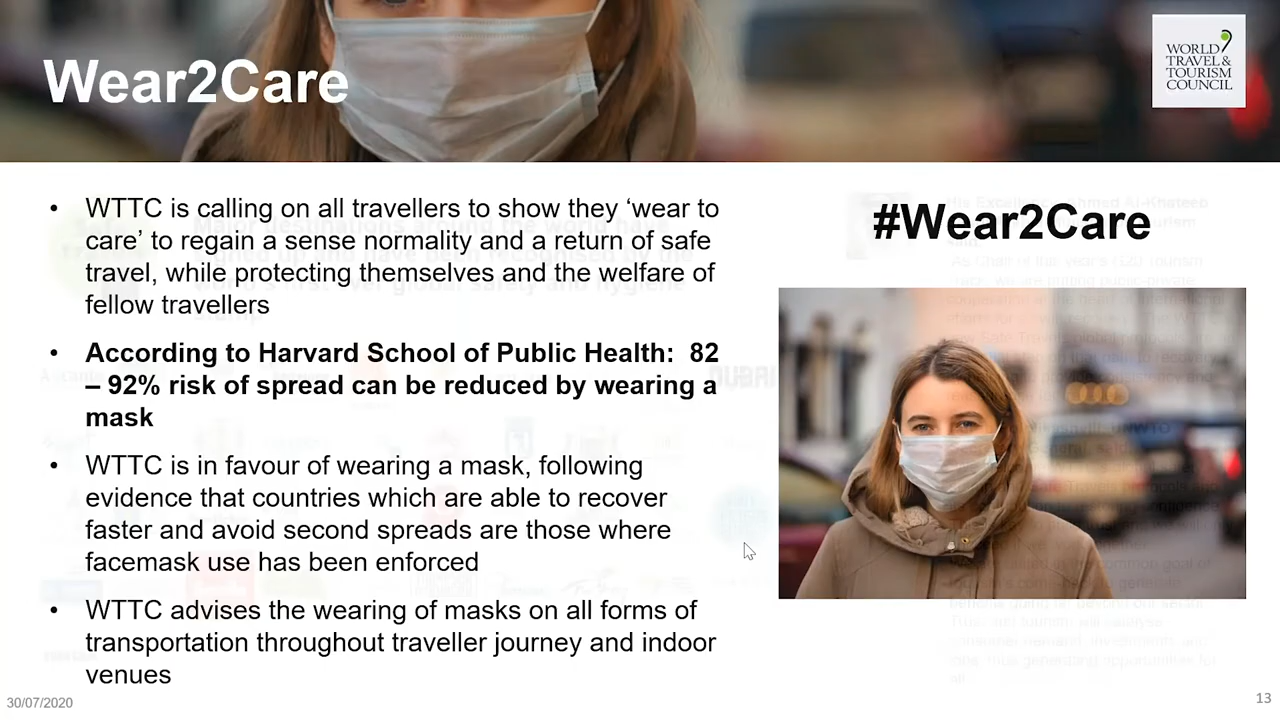 Wear2Care
WORLD
TRAVEL &
TOURISM
COUNCIL
• WTTC is calling on all travellers to show they ‘wear to
care’ to regain a sense normality and a return of safe
travel, while protecting themselves and the welfare of
fellow travellers
• According to Harvard School of Public Health:  82
– 92% risk of spread can be reduced by wearing a
mask
• WTTC is in favour of wearing a mask, following
evidence that countries which are able to recover
faster and avoid second spreads are those where
facemask use has been enforced
• WTTC advises the wearing of masks on all forms of
transportation throughout traveller journey and indoor
venues
#Wear2Care
DUBAI
30/07/2020
13